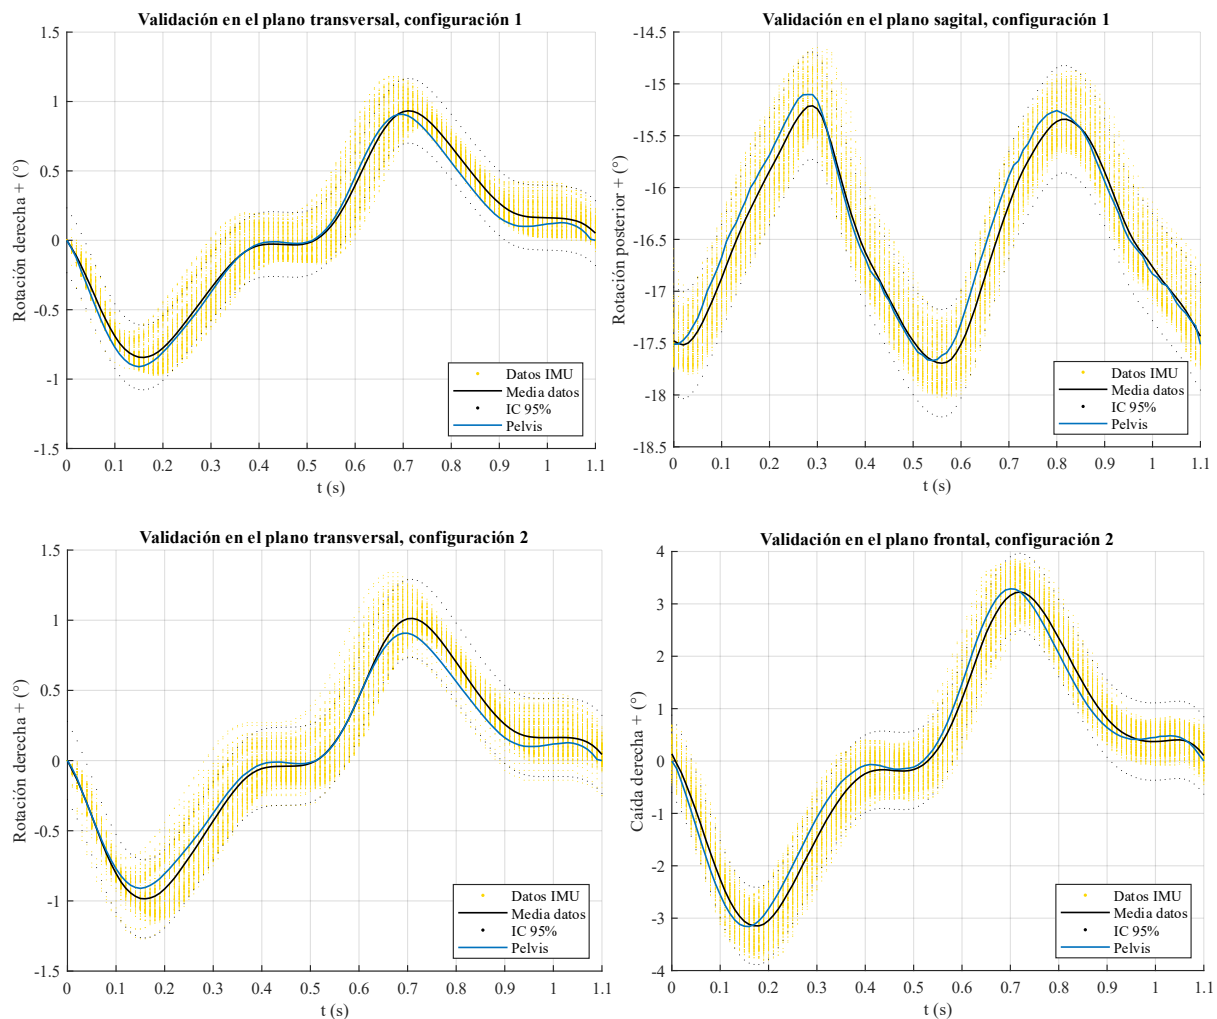 Validación en el plano transversal, configuración 1
1.5
1
0.5
0
-0.5
-1
-1.5
Rotación derecha + (°)
0 0.1 0.2 0.3 0.4 0.5 0.6 0.7 0.8 0.9 1 1.1
t (s)
Datos IMU
Media datos
IC 95%
Pelvis
Validación en el plano sagital, configuración 1
-14.5
-15
-15.5
-16
-16.5
-17
-17.5
-18
-18.5
Rotación posterior + (°)
0 0.1 0.2 0.3 0.4 0.5 0.6 0.7 0.8 0.9 1 1.1
t (s)
Datos IMU
Media datos
IC 95%
Pelvis
Validación en el plano transversal, configuración 2
1.5
1
0.5
0
-0.5
-1
-1.5
Rotación derecha + (°)
0 0.1 0.2 0.3 0.4 0.5 0.6 0.7 0.8 0.9 1 1.1
t (s)
Datos IMU
Media datos
IC 95%
Pelvis
Validación en el plano frontal, configuración 2
4
3
2
1
0
-1
-2
-3
-4
Caída derecha + (°)
0 0.1 0.2 0.3 0.4 0.5 0.6 0.7 0.8 0.9 1 1.1
t (s)
Datos IMU
Media datos
IC 95%
Pelvis